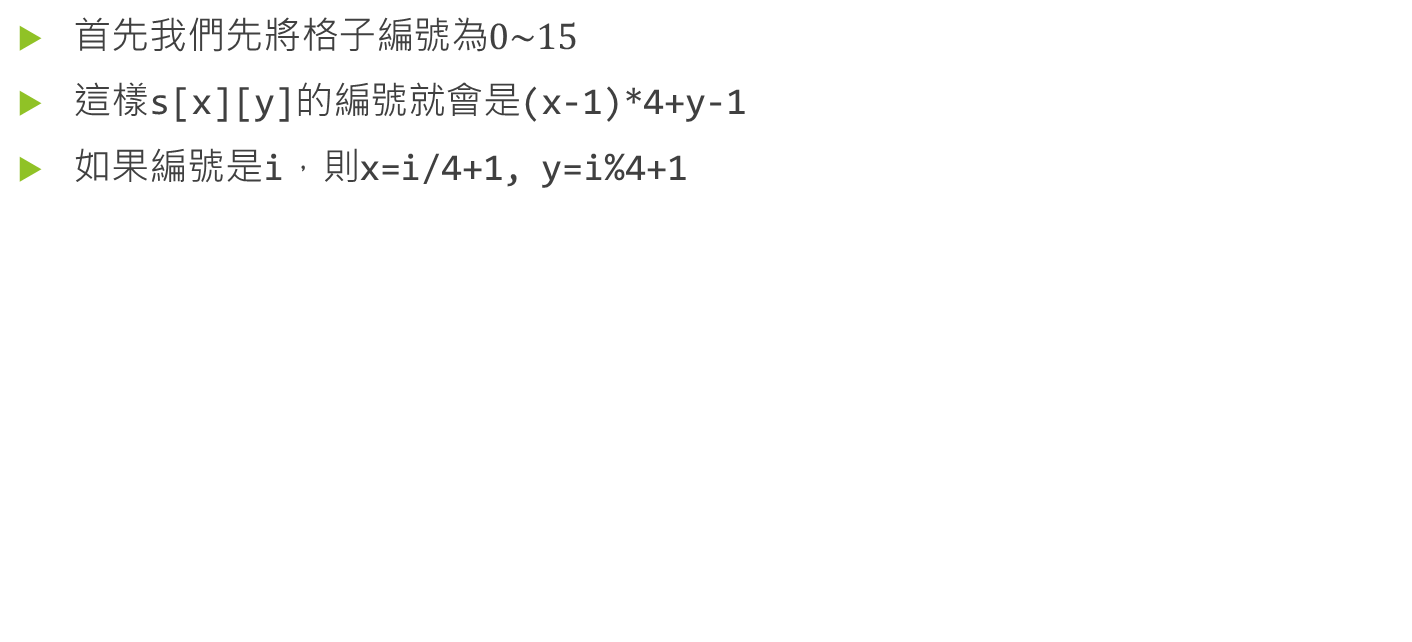 首先我們先將格子編號為0~15
這樣s[x][y]的編號就會是(x-1)*4+y-1
如果編號是i，則x=i/4+1, y=i%4+1